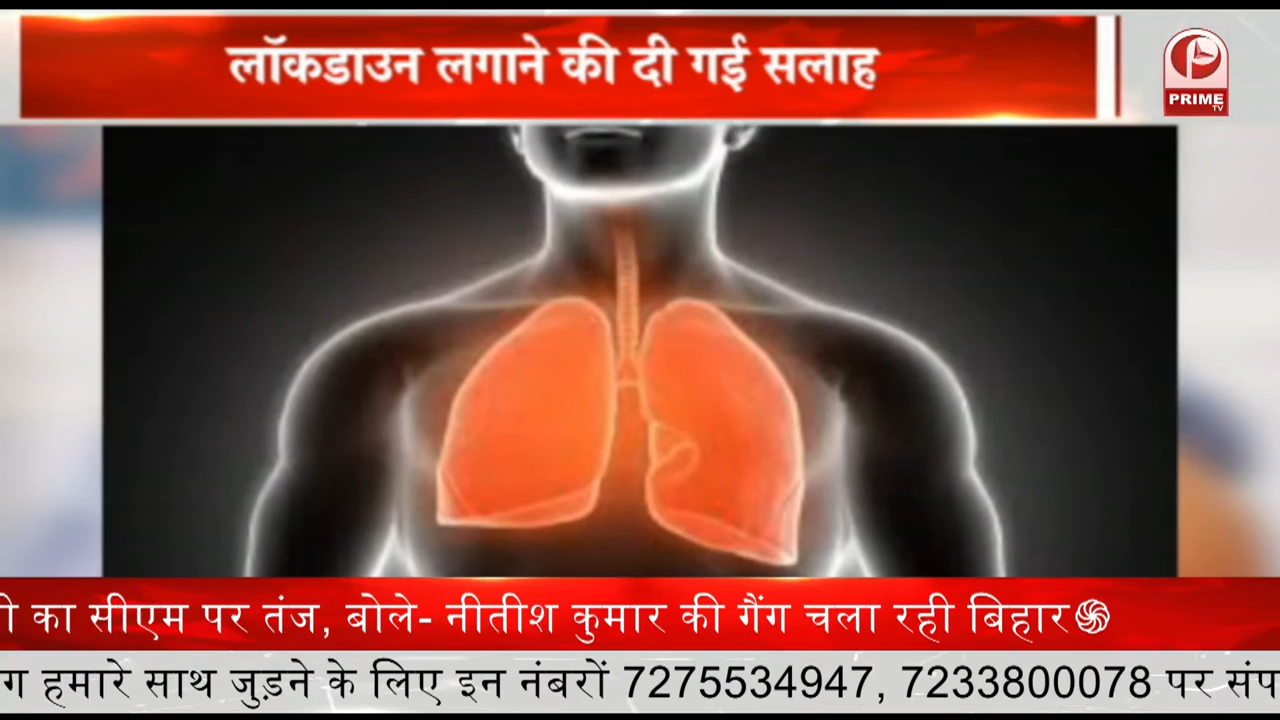 लॉकडाउन लगाने की दी गई सलाह
PRIME
TV
का सीएम पर तंज, बोले- नीतीश कुमार की गैंग चला रही बिहार
हमारे साथ जुड़ने के लिए इन नंबरों 7275534947, 7233800078 पर